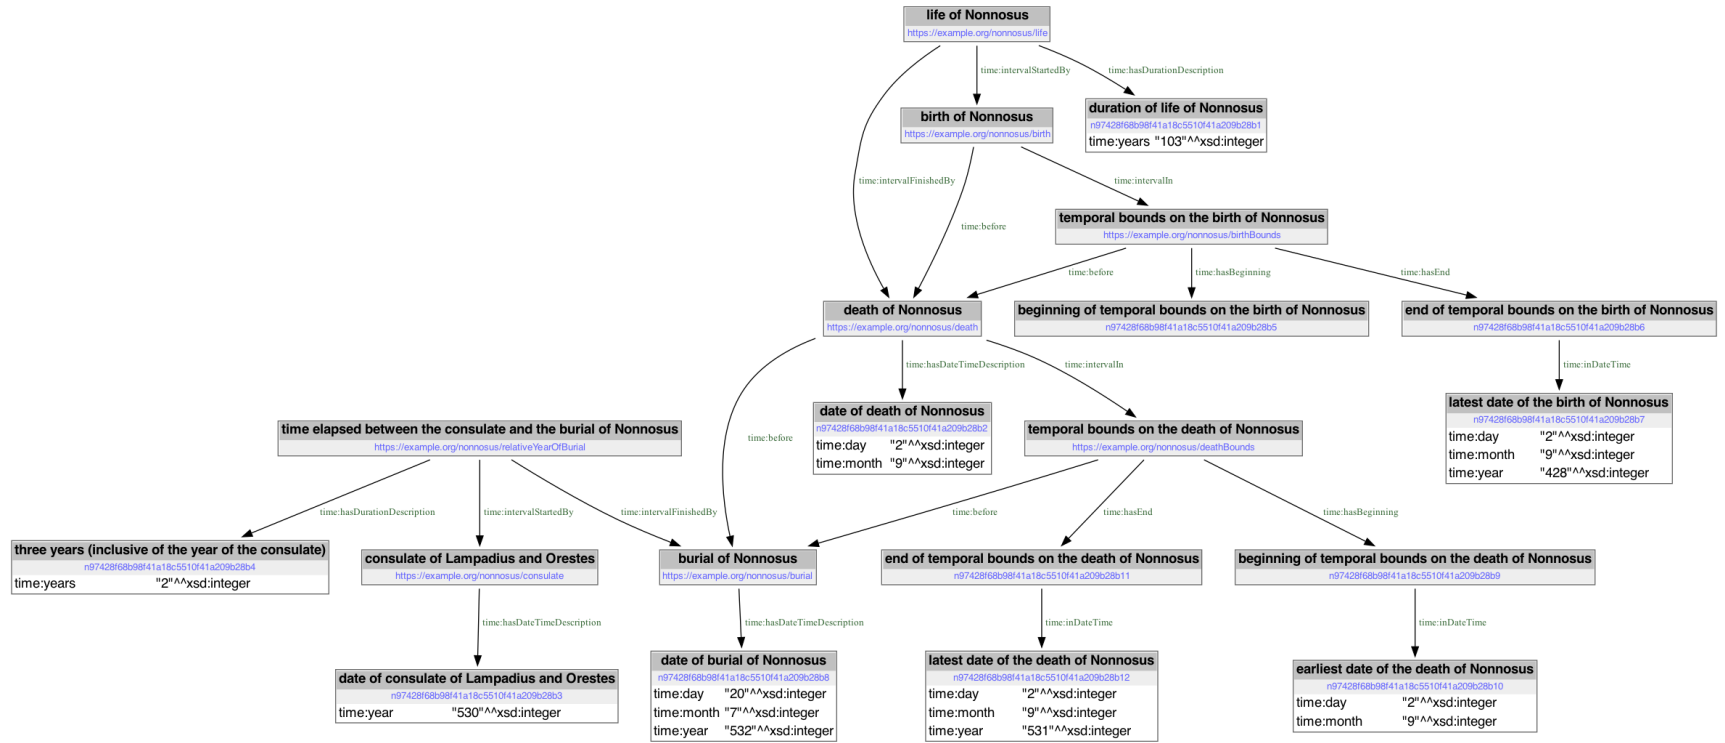 life of Nonnosus
https://example.org/nonnosus/life
time:intervalStartedBy
time:hasDurationDescription
duration of life of Nonnosus
n97428f68b98f41a18c5510f41a209b28b1
time:years "103"^^xsd:integer
birth of Nonnosus
https://example.org/nonnosus/birth
time:intervalFinishedBy
time:intervalIn
time:before
temporal bounds on the birth of Nonnosus
https://example.org/nonnosus/birthBounds
time:before
time:hasBeginning
time:hasEnd
death of Nonnosus
https://example.org/nonnosus/death
beginning of temporal bounds on the birth of Nonnosus
n97428f68b98f41a18c5510f41a209b28b5
end of temporal bounds on the birth of Nonnosus
n97428f68b98f41a18c5510f41a209b28b6
time:hasDateTimeDescription
time:intervalIn
time:inDateTime
time:before
date of death of Nonnosus
n97428f68b98f41a18c5510f41a209b28b2
time:day "2"^^xsd:integer
time:month "9"^^xsd:integer
latest date of the birth of Nonnosus
n97428f68b98f41a18c5510f41a209b28b7
time:day "2"^^xsd:integer
time:month "9"^^xsd:integer
time:year "428"^^xsd:integer
time elapsed between the consulate and the burial of Nonnosus
https://example.org/nonnosus/relativeYearOfBurial
temporal bounds on the death of Nonnosus
https://example.org/nonnosus/deathBounds
time:hasDurationDescription
time:intervalStartedBy
time:intervalFinishedBy
time:before
time:hasEnd
time:hasBeginning
three years (inclusive of the year of the consulate)
n97428f68b98f41a18c5510f41a209b28b4
time:years "2"^^xsd:integer
consulate of Lampadius and Orestes
https://example.org/nonnosus/consulate
burial of Nonnosus
https://example.org/nonnosus/burial
end of temporal bounds on the death of Nonnosus
n97428f68b98f41a18c5510f41a209b28b11
beginning of temporal bounds on the death of Nonnosus
n97428f68b98f41a18c5510f41a209b28b9
time:hasDateTimeDescription
time:hasDateTimeDescription
time:inDateTime
time:inDateTime
date of consulate of Lampadius and Orestes
n97428f68b98f41a18c5510f41a209b28b3
time:year "530"^^xsd:integer
date of burial of Nonnosus
n97428f68b98f41a18c5510f41a209b28b8
time:day "20"^^xsd:integer
time:month "7"^^xsd:integer
time:year "532"^^xsd:integer
latest date of the death of Nonnosus
n97428f68b98f41a18c5510f41a209b28b12
time:day "2"^^xsd:integer
time:month "9"^^xsd:integer
time:year "531"^^xsd:integer
earliest date of the death of Nonnosus
n97428f68b98f41a18c5510f41a209b28b10
time:day "2"^^xsd:integer
time:month "9"^^xsd:integer